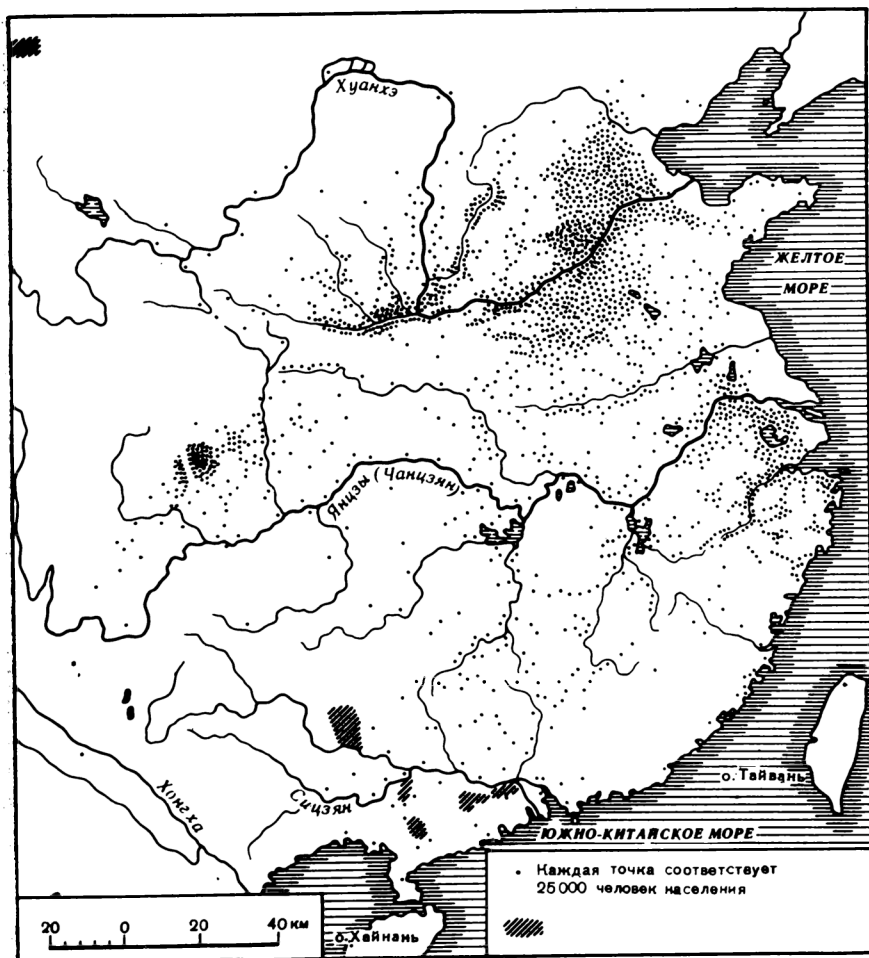 Хуанхэ
ЖЕЛТОЕ
МОРЕ
Янцзы (Чанцзян)
Хонгха
Сицзян
о. Тайвань
ЮЖНО-КИТАЙСКОЕ МОРЕ
• Каждая точка соответствует
25 000 человек населения
20 0 20 40 км
о. Хайнань